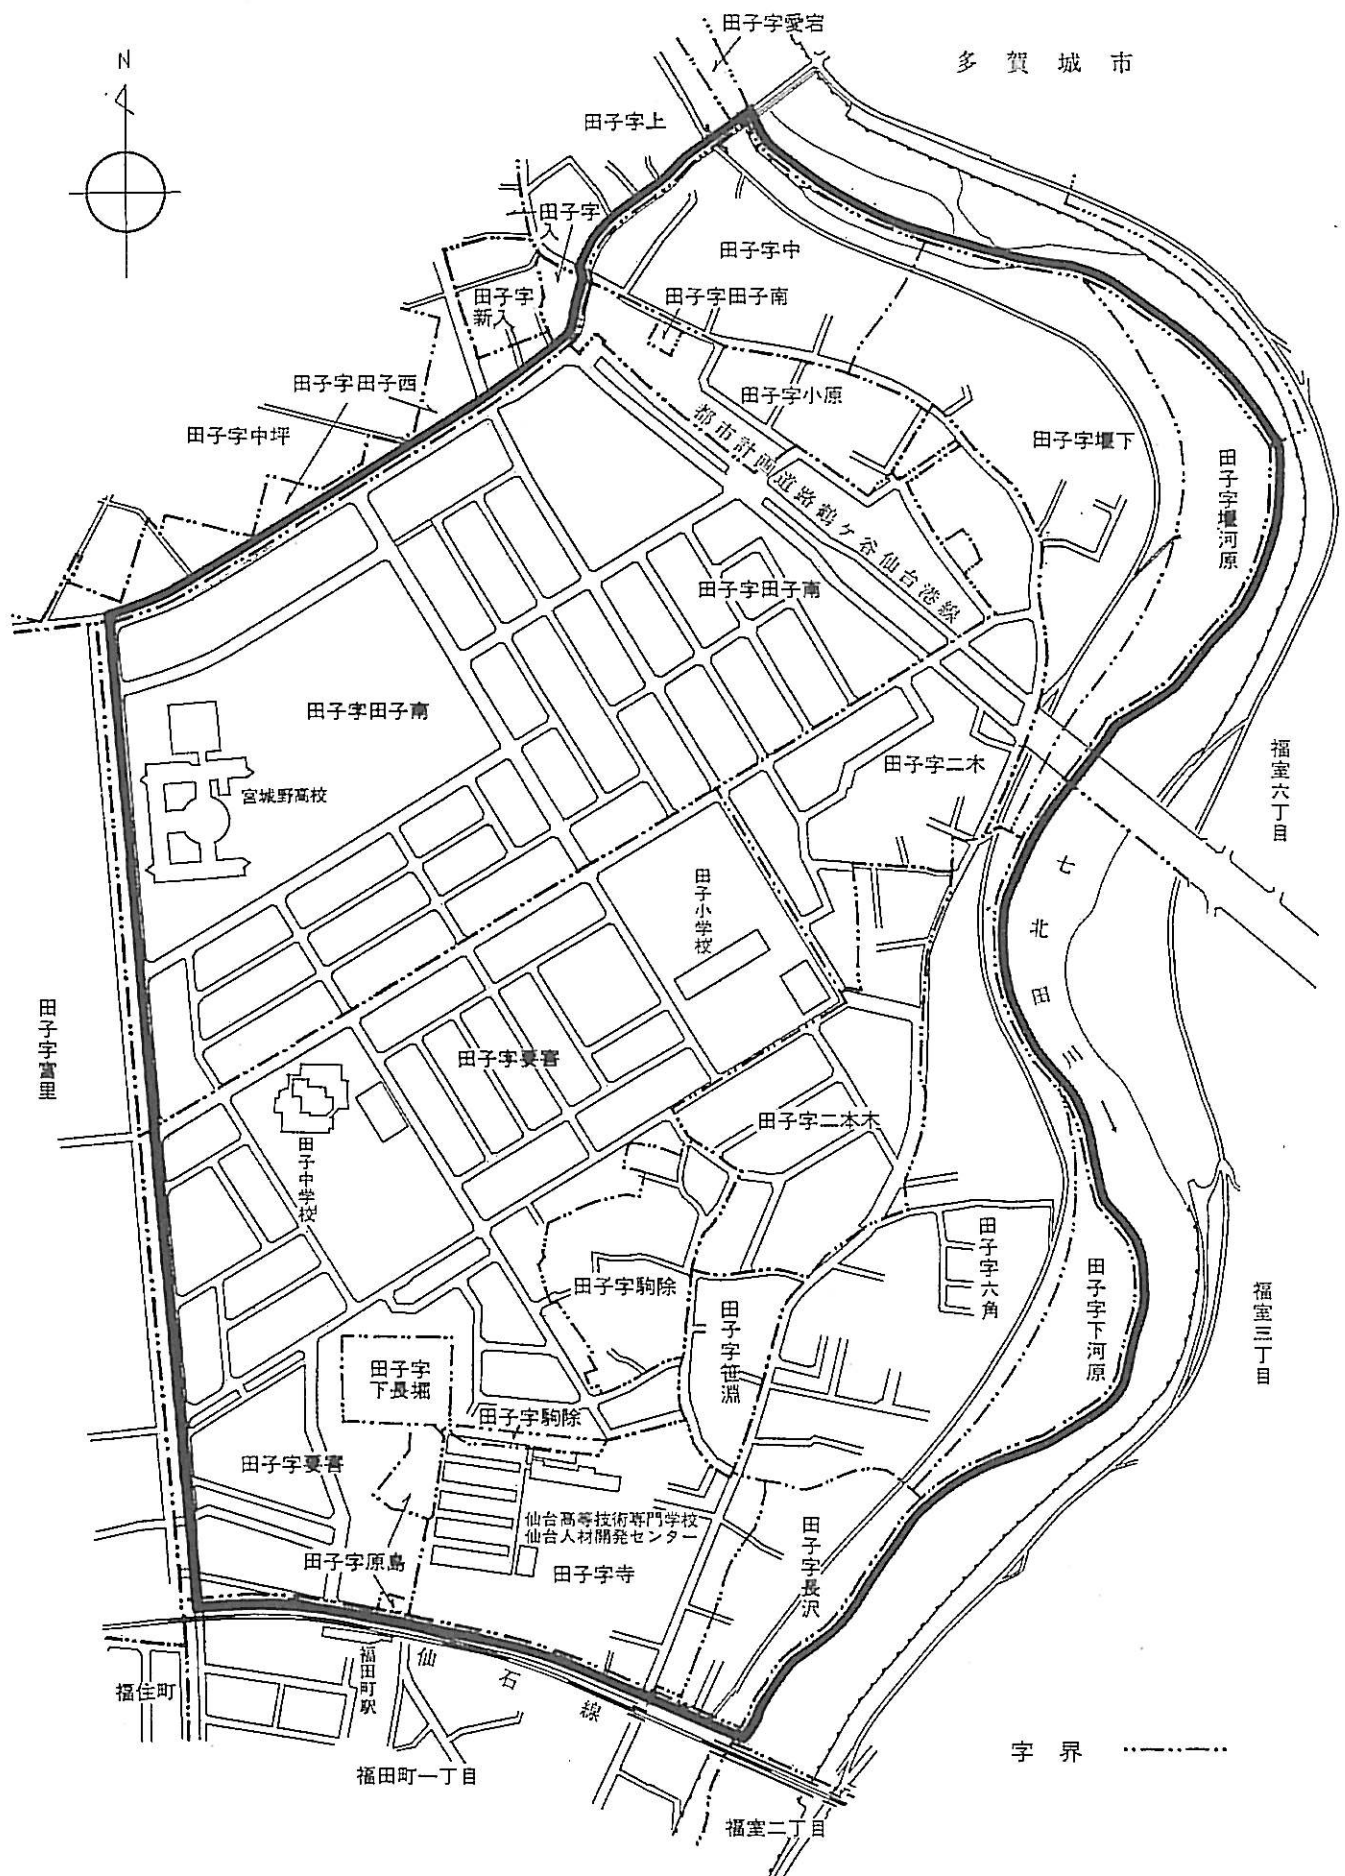 田子字愛宕
多賀城市
N
田子字上
田子字
入
田子字中
田子字
新入
田子字田子南
田子字田子西
田子字小原
田子字中坪
都市計画道路鶴ケ谷仙台港線
田子字堰下
田子字堰河原
田子字田子南
田子字田子南
宮城野高校
田子字二木
福室六丁目
七北田川
田子小学校
田子字富里
田子字要害
田子中学校
田子字二本木
田子字六角
田子字駒除
田子字笹淵
田子字下河原
福室三丁目
田子字
下長堀
田子字駒除
田子字要害
仙台高等技術専門学校
仙台人材開発センター
田子字原島
田子字寺
田子字長沢
仙石線
福田町駅
福住町
福田町一丁目
字界
福室二丁目